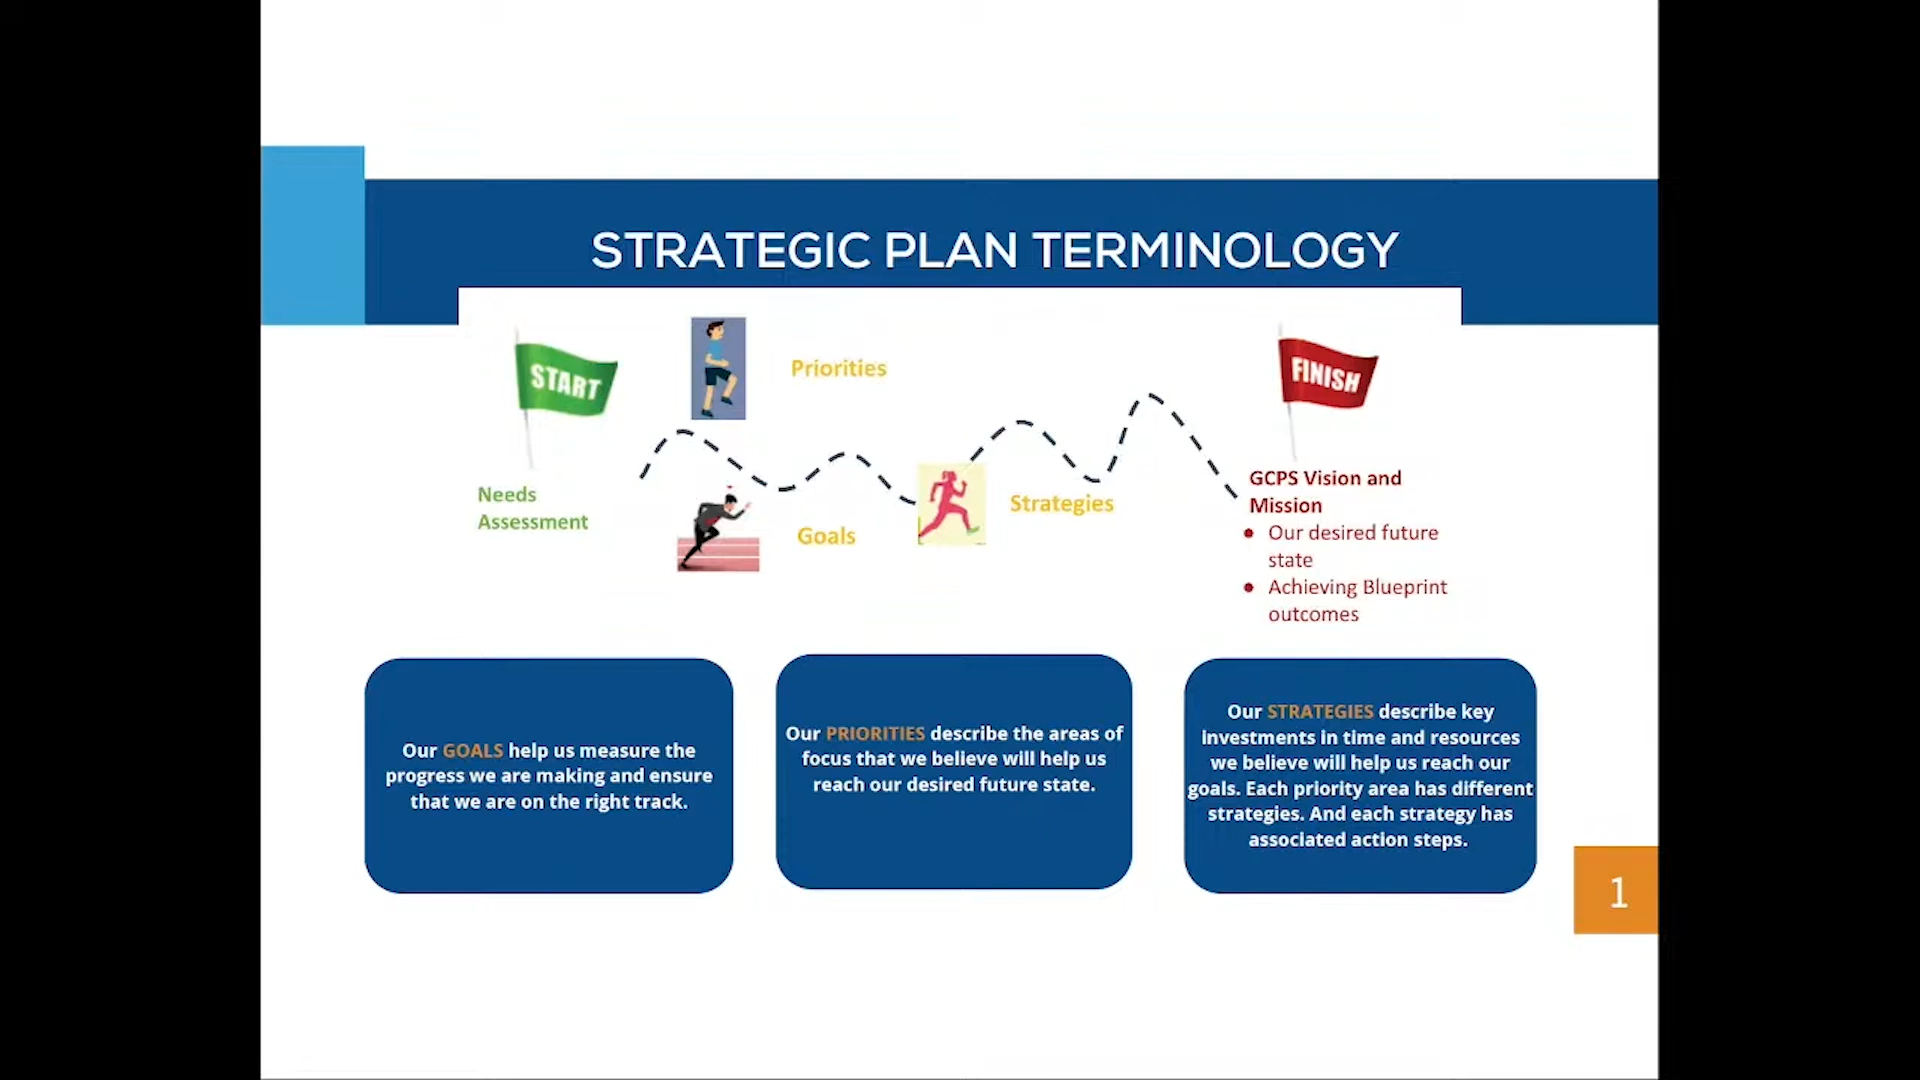 STRATEGIC PLAN TERMINOLOGY
START
Priorities
FINISH
Needs
Assessment
Goals
Strategies
GCPS Vision and
Mission
● Our desired future
state
● Achieving Blueprint
outcomes
Our GOALS help us measure the
progress we are making and ensure
that we are on the right track.
Our PRIORITIES describe the areas of
focus that we believe will help us
reach our desired future state.
Our STRATEGIES describe key
investments in time and resources
we believe will help us reach our
goals. Each priority area has different
strategies. And each strategy has
associated action steps.
1